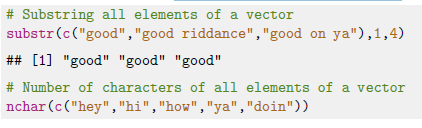 # Substring all elements of a vector
substr(c("good","good riddance","good on ya"),1,4)
## [1] "good" "good" "good"
# Number of characters of all elements of a vector
nchar(c("hey","hi","how","ya","doin"))